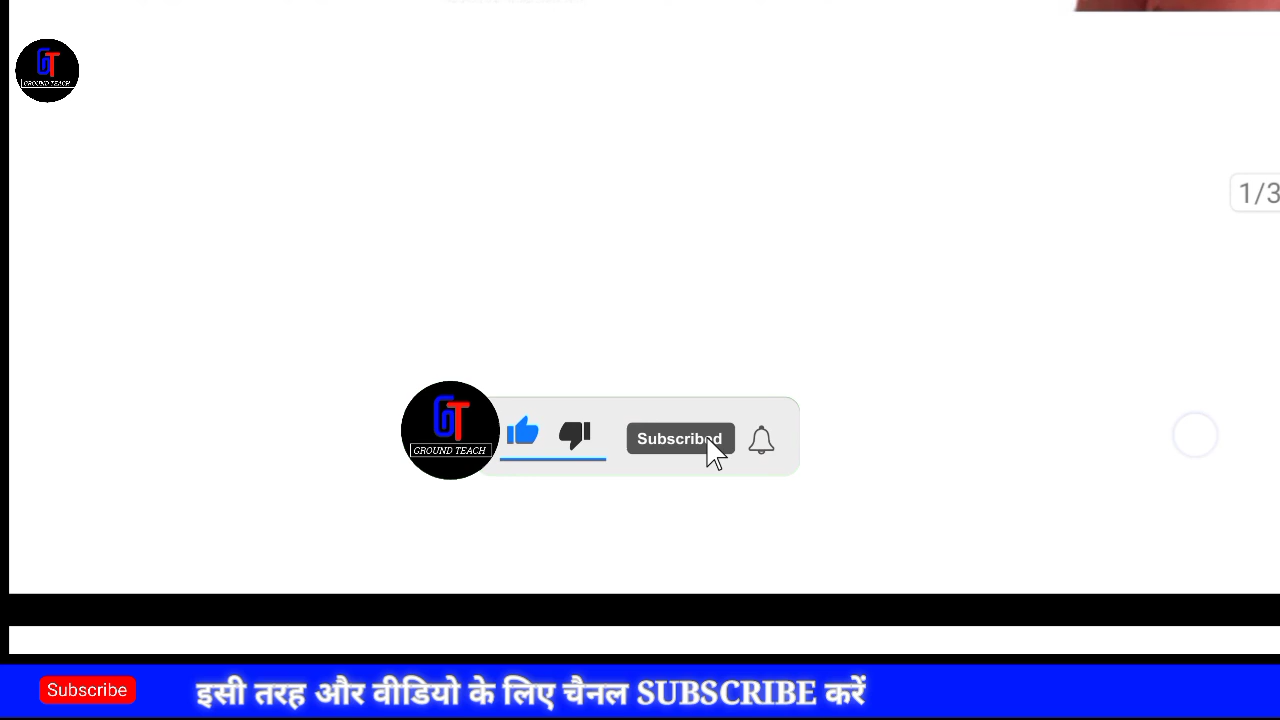 GT
GROUND TEACH
1/3
GT
GROUND TEACH
Subscribed
Subscribe
इसी तरह और वीडियो के लिए चैनल SUBSCRIBE करें